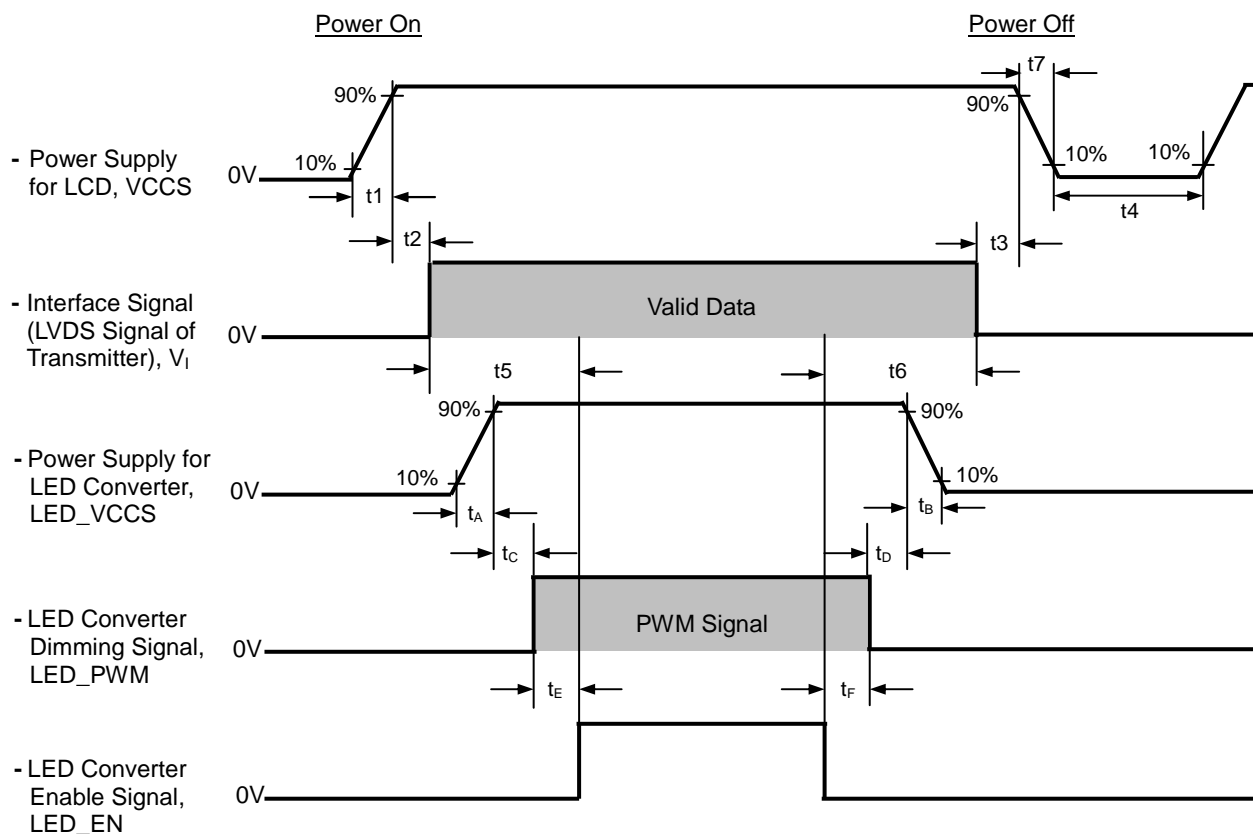 Power On
Power Off
t7
90%
90%
- Power Supply
for LCD, VCCS
0V
10%
10%
10%
t1
t4
t2
t3
- Interface Signal
(LVDS Signal of
Transmitter), VI
0V
Valid Data
t5
t6
90%
90%
- Power Supply for
LED Converter,
LED_VCCS
0V
10%
10%
tA
tB
tC
tD
- LED Converter
Dimming Signal,
LED_PWM
0V
PWM Signal
tE
tF
- LED Converter
Enable Signal,
LED_EN
0V